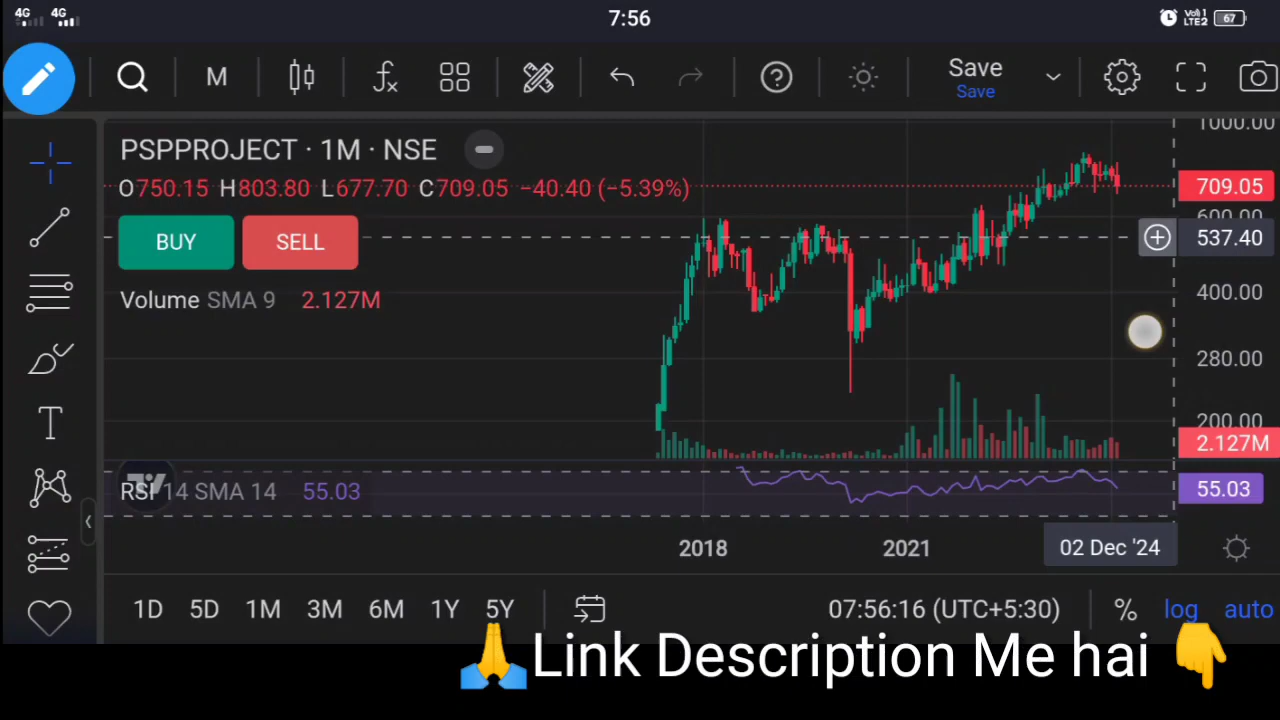 4G 4G 7:56 VoII 1 LTE2 67
M fx Save
Save
1000.00
PSPPROJECT · 1M · NSE
O750.15 H803.80 L677.70 C709.05 −40.40 (−5.39%) 709.05
600.00
BUY SELL 537.40
Volume SMA 9 2.127M 400.00
280.00
200.00
2.127M
RSI 14 SMA 14 55.03 55.03
T
2018 2021 02 Dec '24
1D 5D 1M 3M 6M 1Y 5Y 07:56:16 (UTC+5:30) % log auto
🙏Link Description Me hai 👇